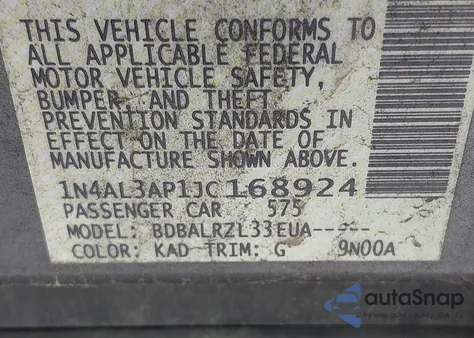 THIS VEHICLE CONFORMS TO
ALL APPLICABLE FEDERAL
MOTOR VEHICLE SAFETY,
BUMPER, AND THEFT
PREVENTION STANDARDS IN
EFFECT ON THE DATE OF
MANUFACTURE SHOWN ABOVE.
1N4AL3AP1JC168924
PASSENGER CAR 575
MODEL: BDBALRZL33EUA-----
COLOR: KAD TRIM: G 9N00A
autoSnap